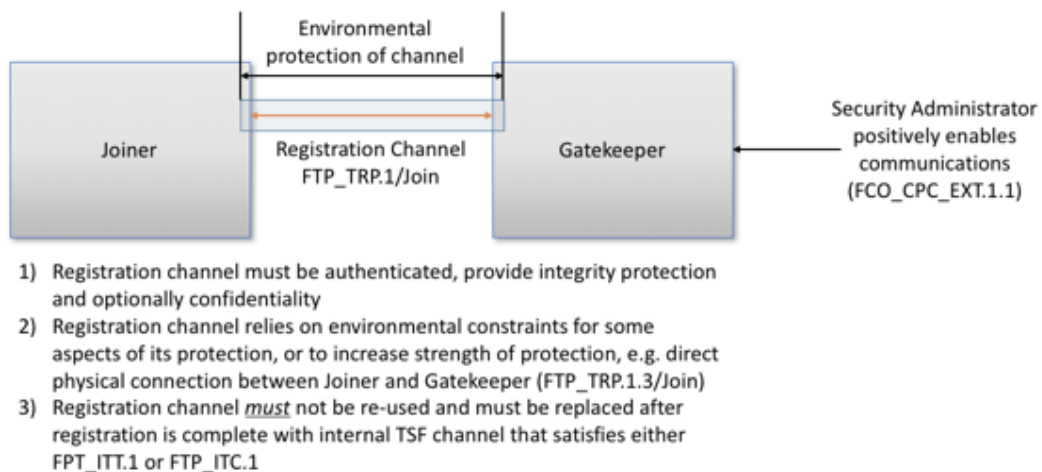 Environmental
protection of channel
Joiner
Registration Channel
FTP_TRP.1/Join
Gatekeeper
Security Administrator
positively enables
communications
(FCO_CPC_EXT.1.1)
1) Registration channel must be authenticated, provide integrity protection
and optionally confidentiality
2) Registration channel relies on environmental constraints for some
aspects of its protection, or to increase strength of protection, e.g. direct
physical connection between Joiner and Gatekeeper (FTP_TRP.1.3/Join)
3) Registration channel must not be re-used and must be replaced after
registration is complete with internal TSF channel that satisfies either
FPT_ITT.1 or FTP_ITC.1